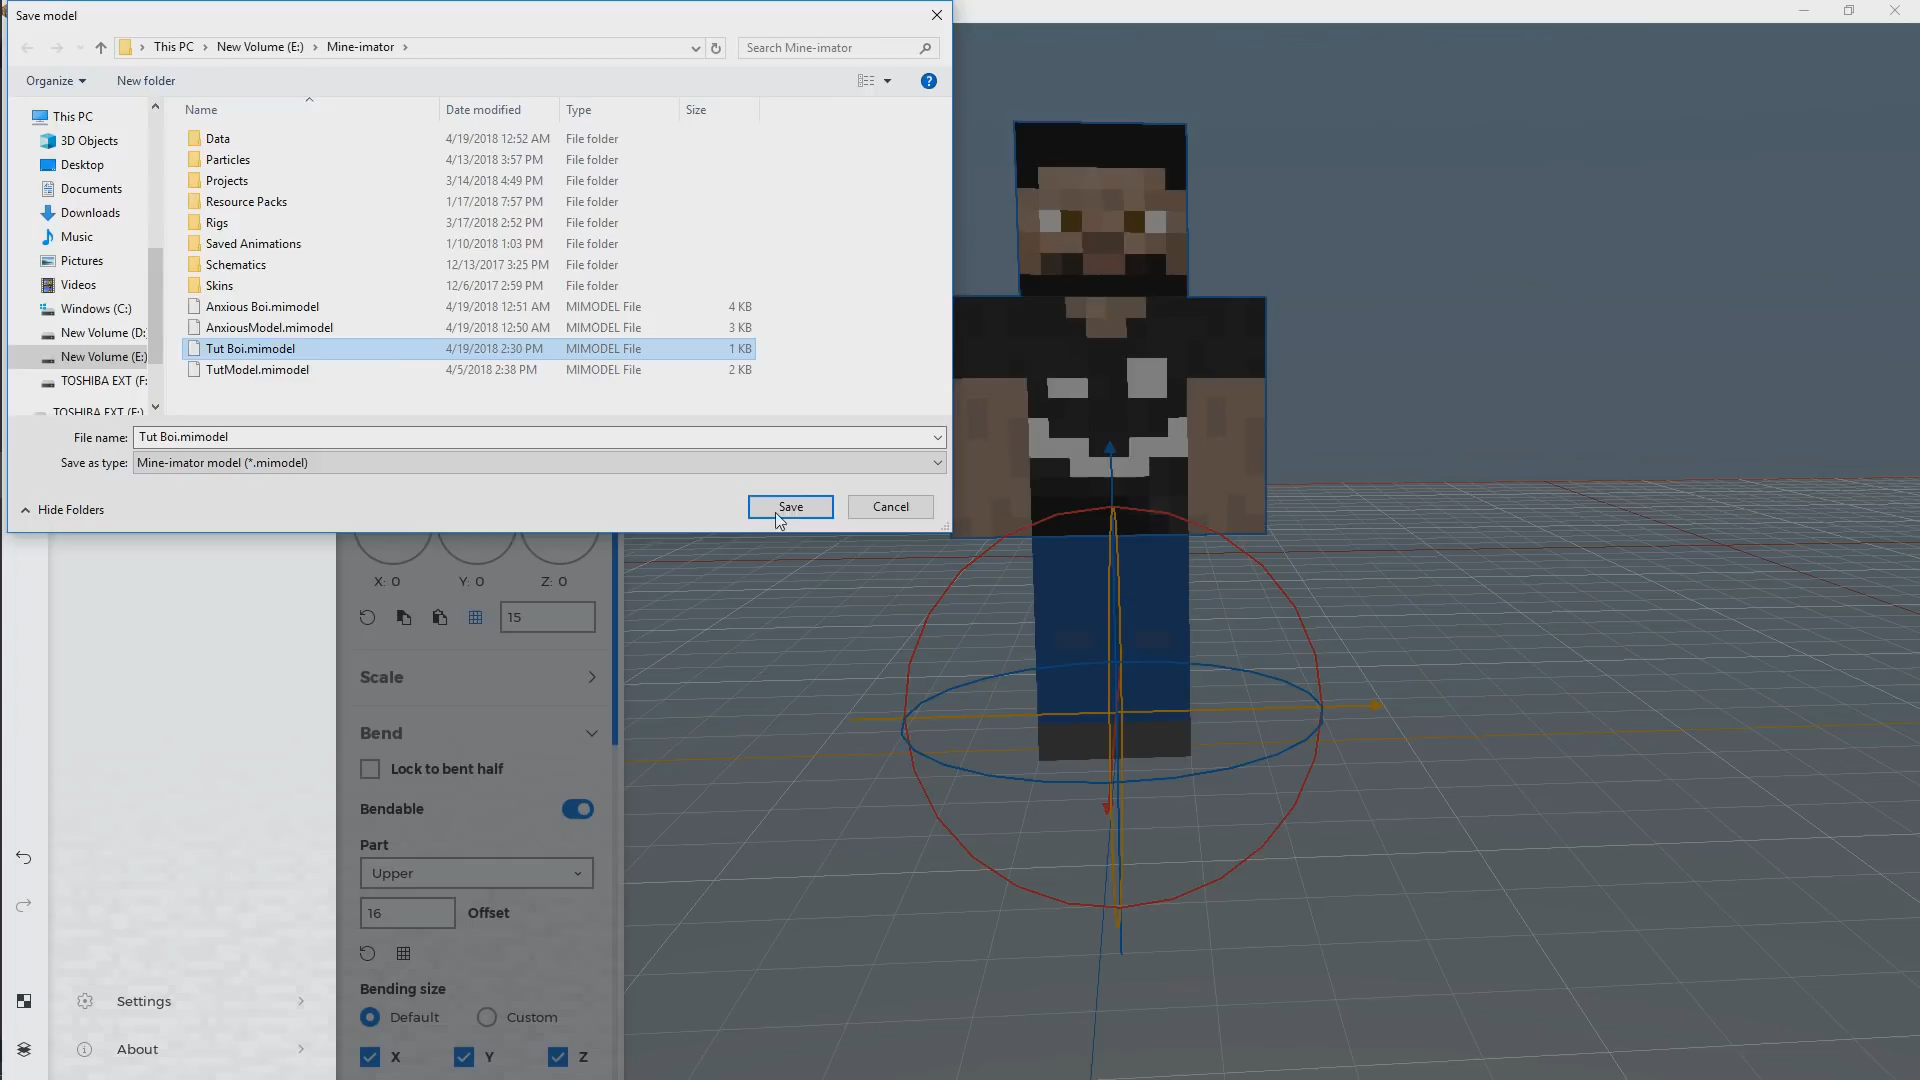 Save model
This PC > New Volume (E:) > Mine-imator >
Search Mine-imator
Organize
New folder
Name
Date modified
Type
Size
This PC
3D Objects
Desktop
Documents
Downloads
Music
Pictures
Videos
Windows (C:)
New Volume (D:
New Volume (E:)
TOSHIBA EXT (F:
TOSHIBA EXT (F:)
Data 4/19/2018 12:52 AM File folder
Particles 4/13/2018 3:57 PM File folder
Projects 3/14/2018 4:49 PM File folder
Resource Packs 1/17/2018 7:57 PM File folder
Rigs 3/17/2018 2:52 PM File folder
Saved Animations 1/10/2018 1:03 PM File folder
Schematics 12/13/2017 3:25 PM File folder
Skins 12/6/2017 2:59 PM File folder
Anxious Boi.mimodel 4/19/2018 12:51 AM MIMODEL File 4 KB
AnxiousModel.mimodel 4/19/2018 12:50 AM MIMODEL File 3 KB
Tut Boi.mimodel 4/19/2018 2:30 PM MIMODEL File 1 KB
TutModel.mimodel 4/5/2018 2:38 PM MIMODEL File 2 KB
File name: Tut Boi.mimodel
Save as type: Mine-imator model (*.mimodel)
Hide Folders
Save
Cancel
X: 0 Y: 0 Z: 0
15
Scale
Bend
Lock to bent half
Bendable
Part
Upper
16 Offset
Bending size
Default Custom
X Y Z
Settings
About